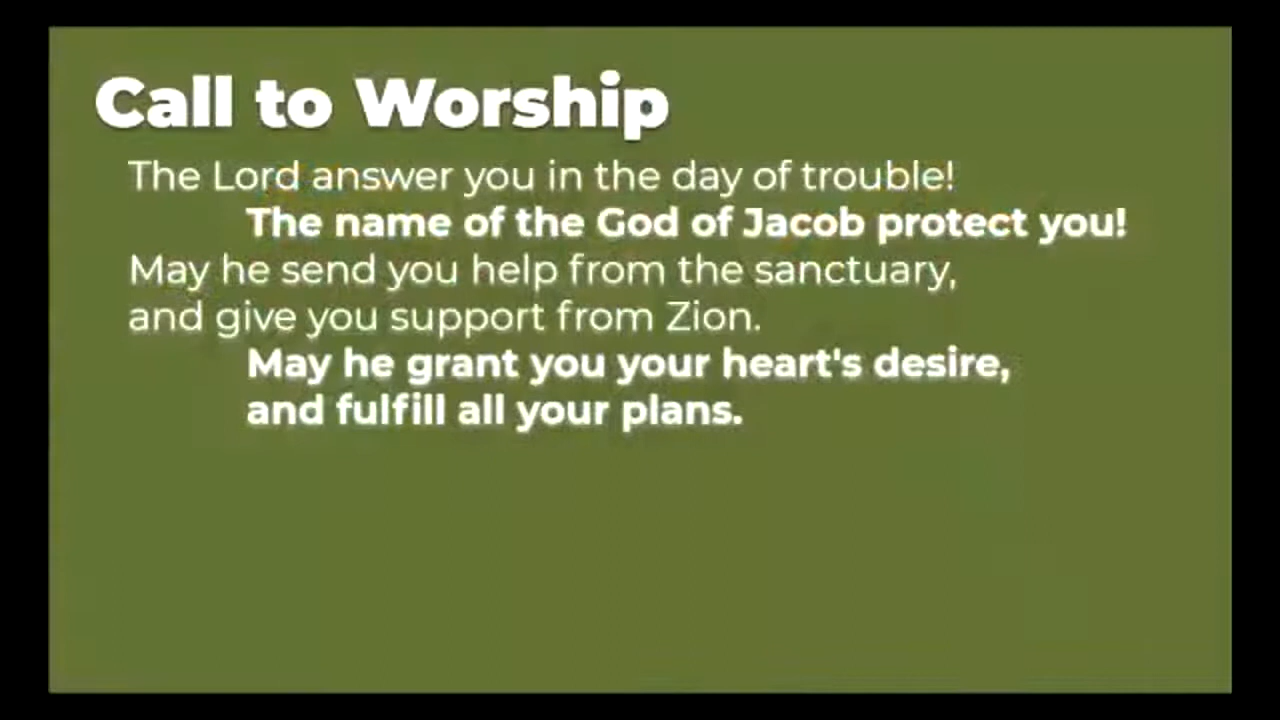 Call to Worship
The Lord answer you in the day of trouble!
The name of the God of Jacob protect you!
May he send you help from the sanctuary,
and give you support from Zion.
May he grant you your heart's desire,
and fulfill all your plans.